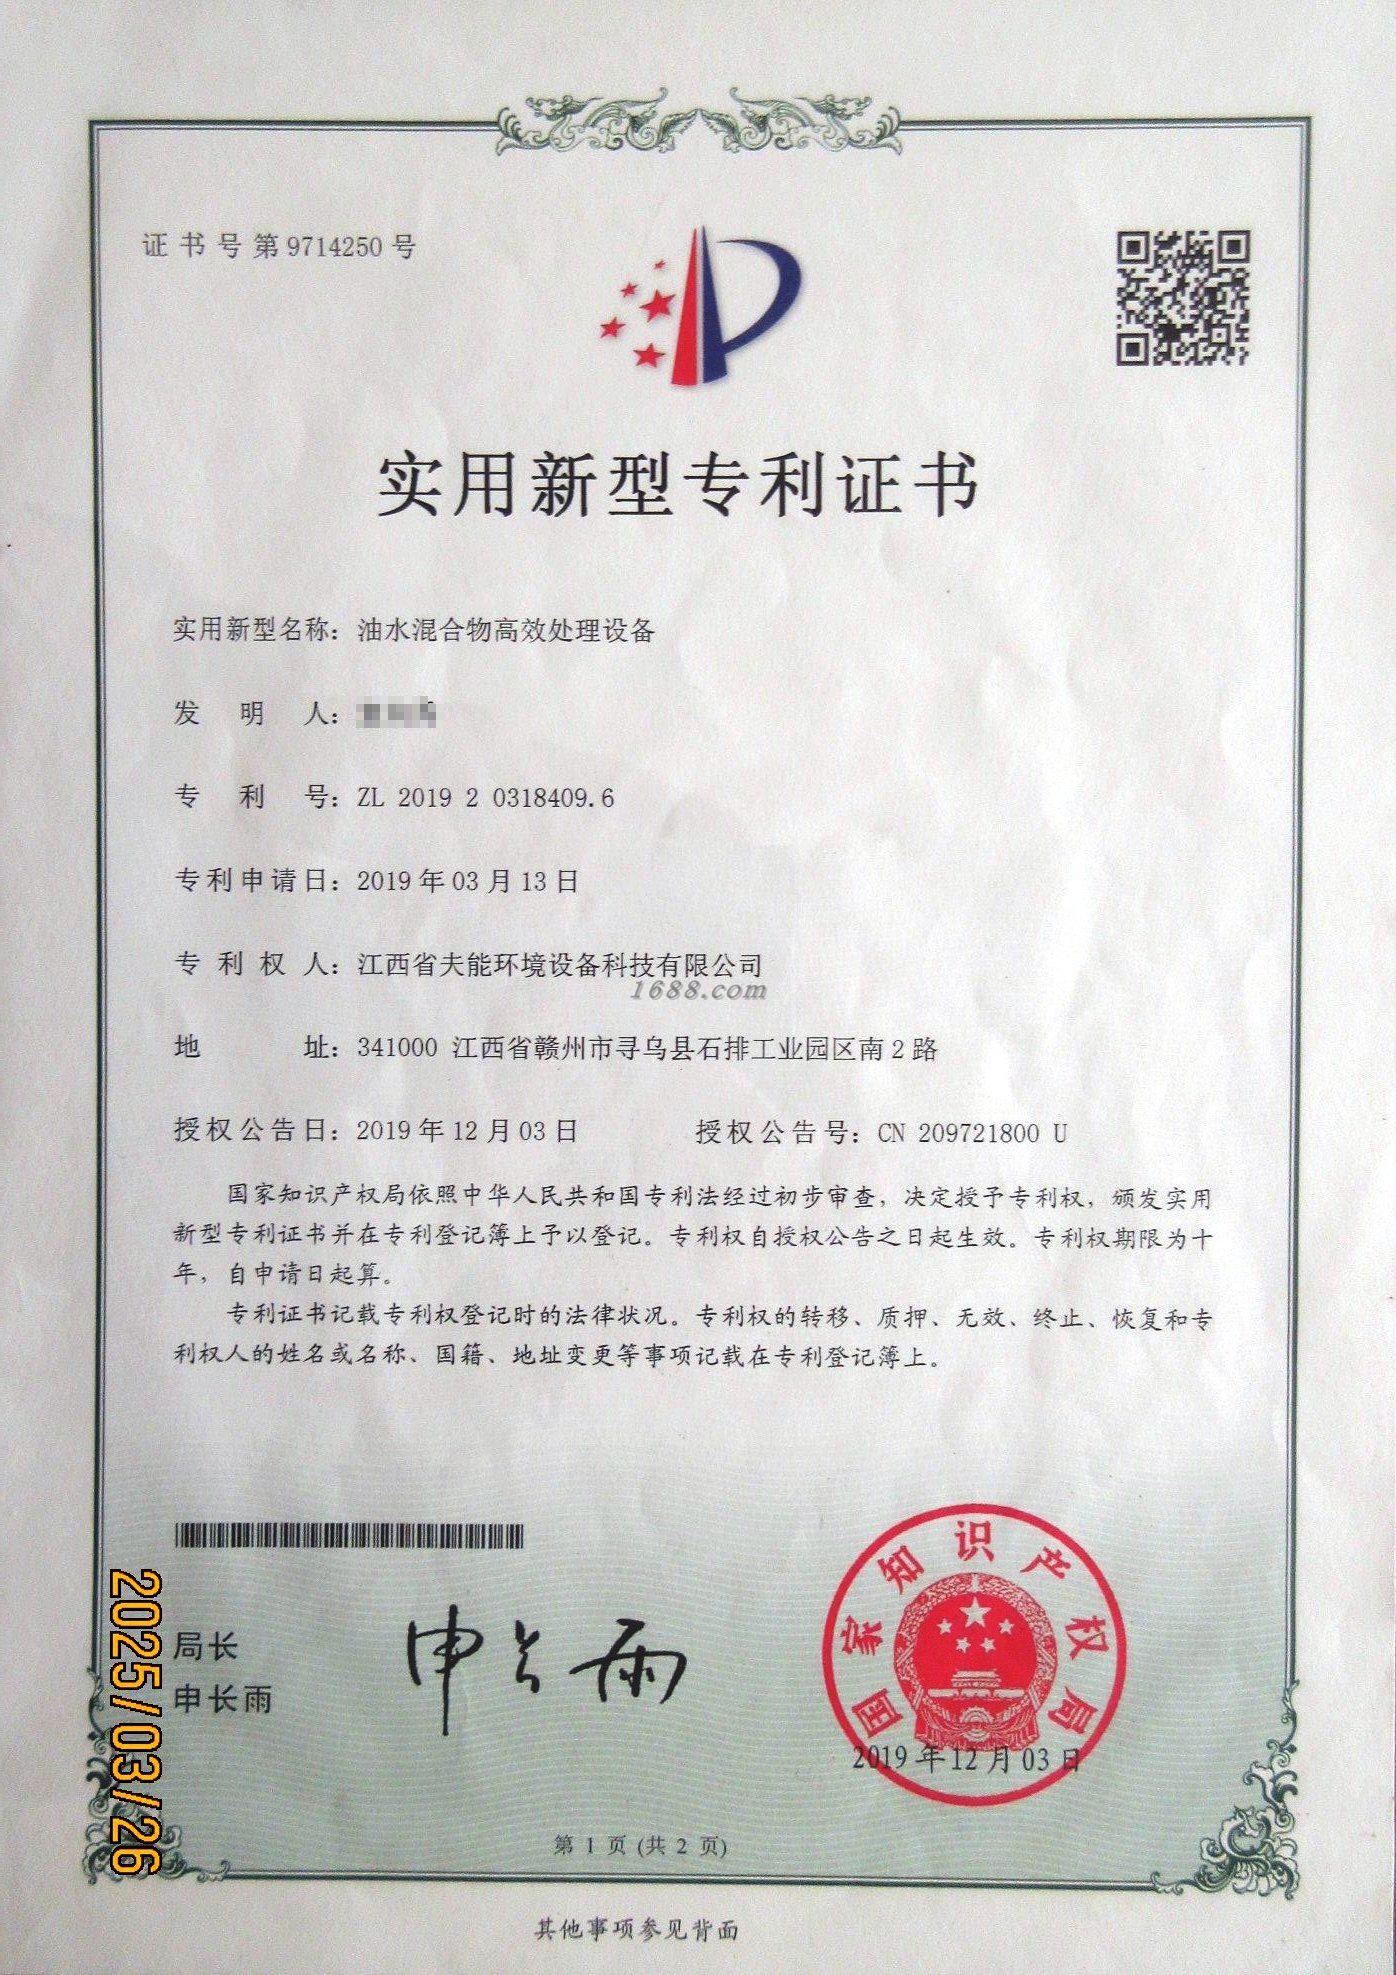 证书号第9714250号
实用新型专利证书
实用新型名称：油水混合物高效处理设备
发明人：
专利号：ZL 2019 2 0318409.6
专利申请日：2019年03月13日
专利权人：江西省夫能环境设备科技有限公司
1688.com
地址：341000 江西省赣州市寻乌县石排工业园区南2路
授权公告日：2019年12月03日 授权公告号：CN 209721800 U
国家知识产权局依照中华人民共和国专利法经过初步审查，决定授予专利权，颁发实用
新型专利证书并在专利登记簿上予以登记。专利权自授权公告之日起生效。专利权期限为十
年，自申请日起算。
专利证书记载专利权登记时的法律状况。专利权的转移、质押、无效、终止、恢复和专
利权人的姓名或名称、国籍、地址变更等事项记载在专利登记簿上。
局长
申长雨
申长雨
国家知识产权局
2019年12月03日
2025/03/26
第 1 页 (共 2 页)
其他事项参见背面